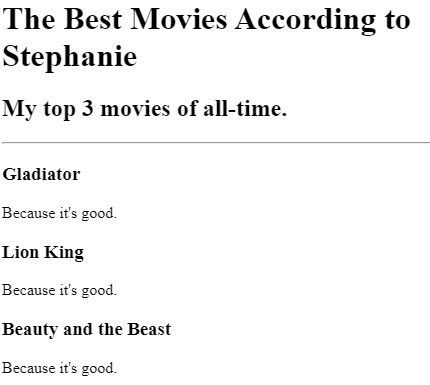 The Best Movies According to
Stephanie
My top 3 movies of all-time.
Gladiator
Because it's good.
Lion King
Because it's good.
Beauty and the Beast
Because it's good.